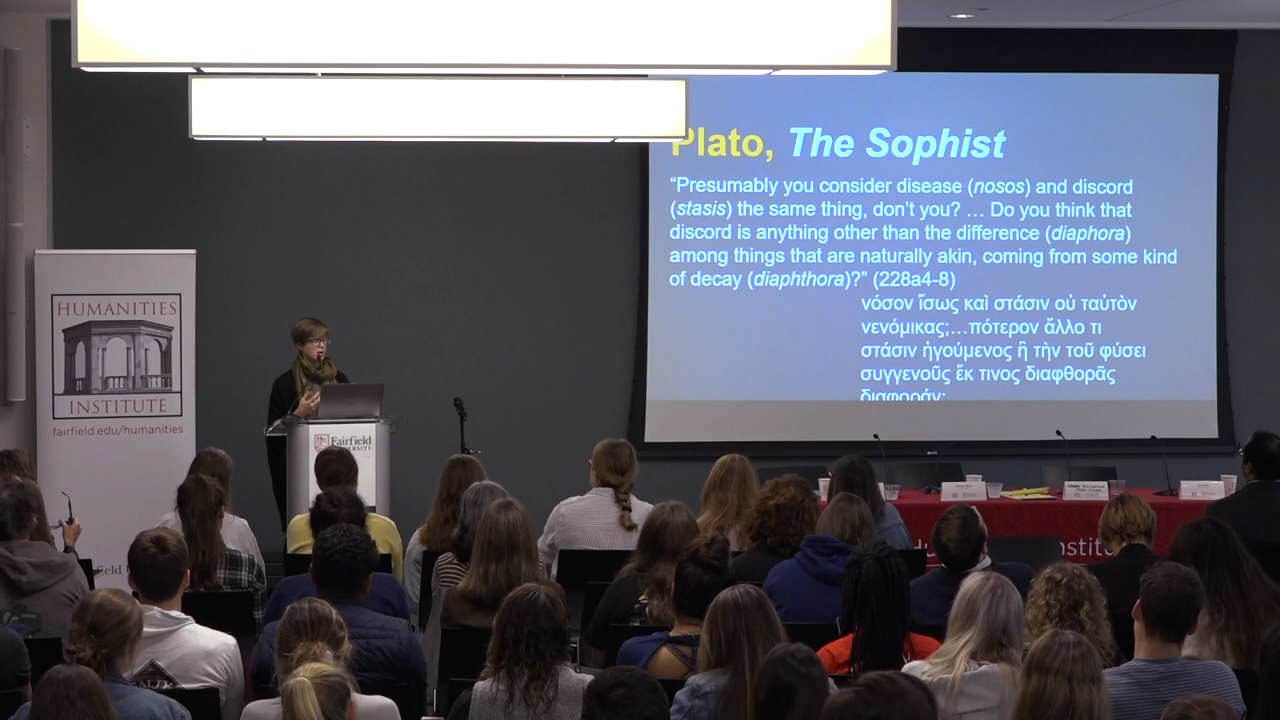 Plato, The Sophist
“Presumably you consider disease (nosos) and discord
(stasis) the same thing, don’t you? … Do you think that
discord is anything other than the difference (diaphora)
among things that are naturally akin, coming from some kind
of decay (diaphthora)?” (228a4-8)
νόσον ἴσως καὶ στάσιν οὐ ταὐτὸν
νενόμικας;…πότερον ἄλλο τι
στάσιν ἡγούμενος ἢ τὴν τοῦ φύσει
συγγενοῦς ἔκ τινος διαφθορᾶς
διαφοράν;
HUMANITIES
INSTITUTE
fairfield.edu/humanities
Fairfield